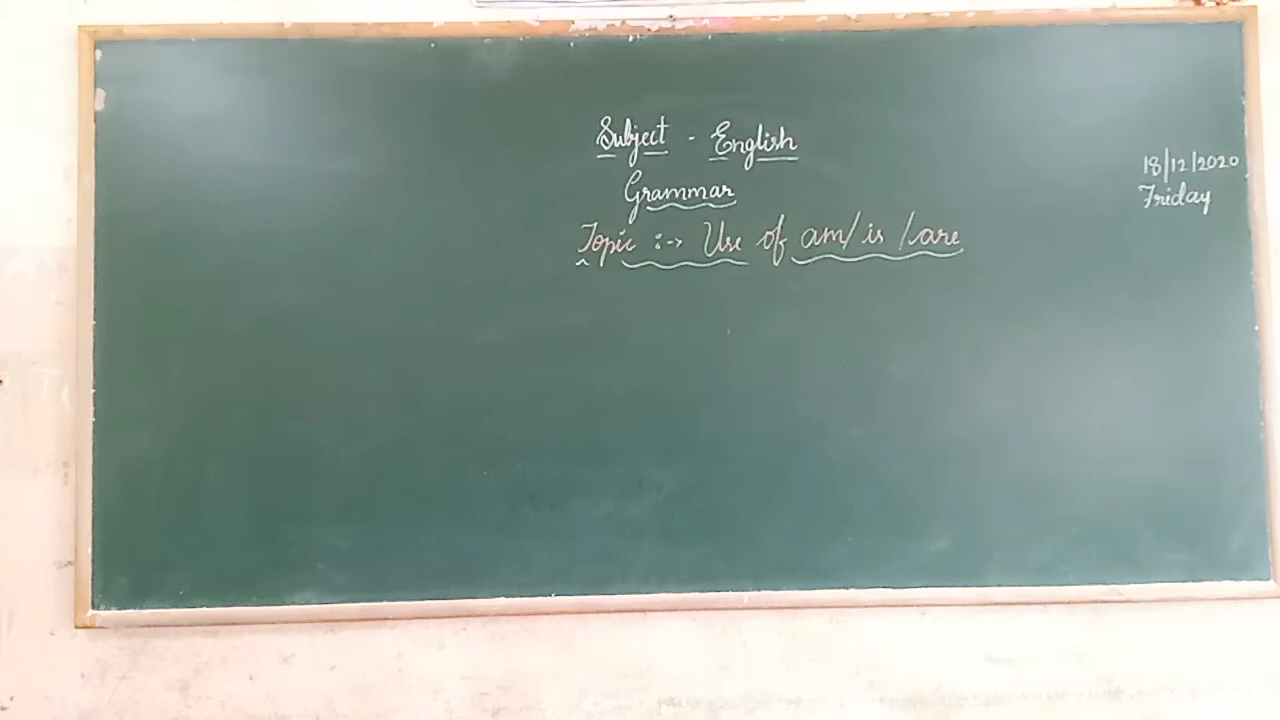 Subject - English
Grammar
Topic :-> Use of am/ is /are
18/12/2020
Friday